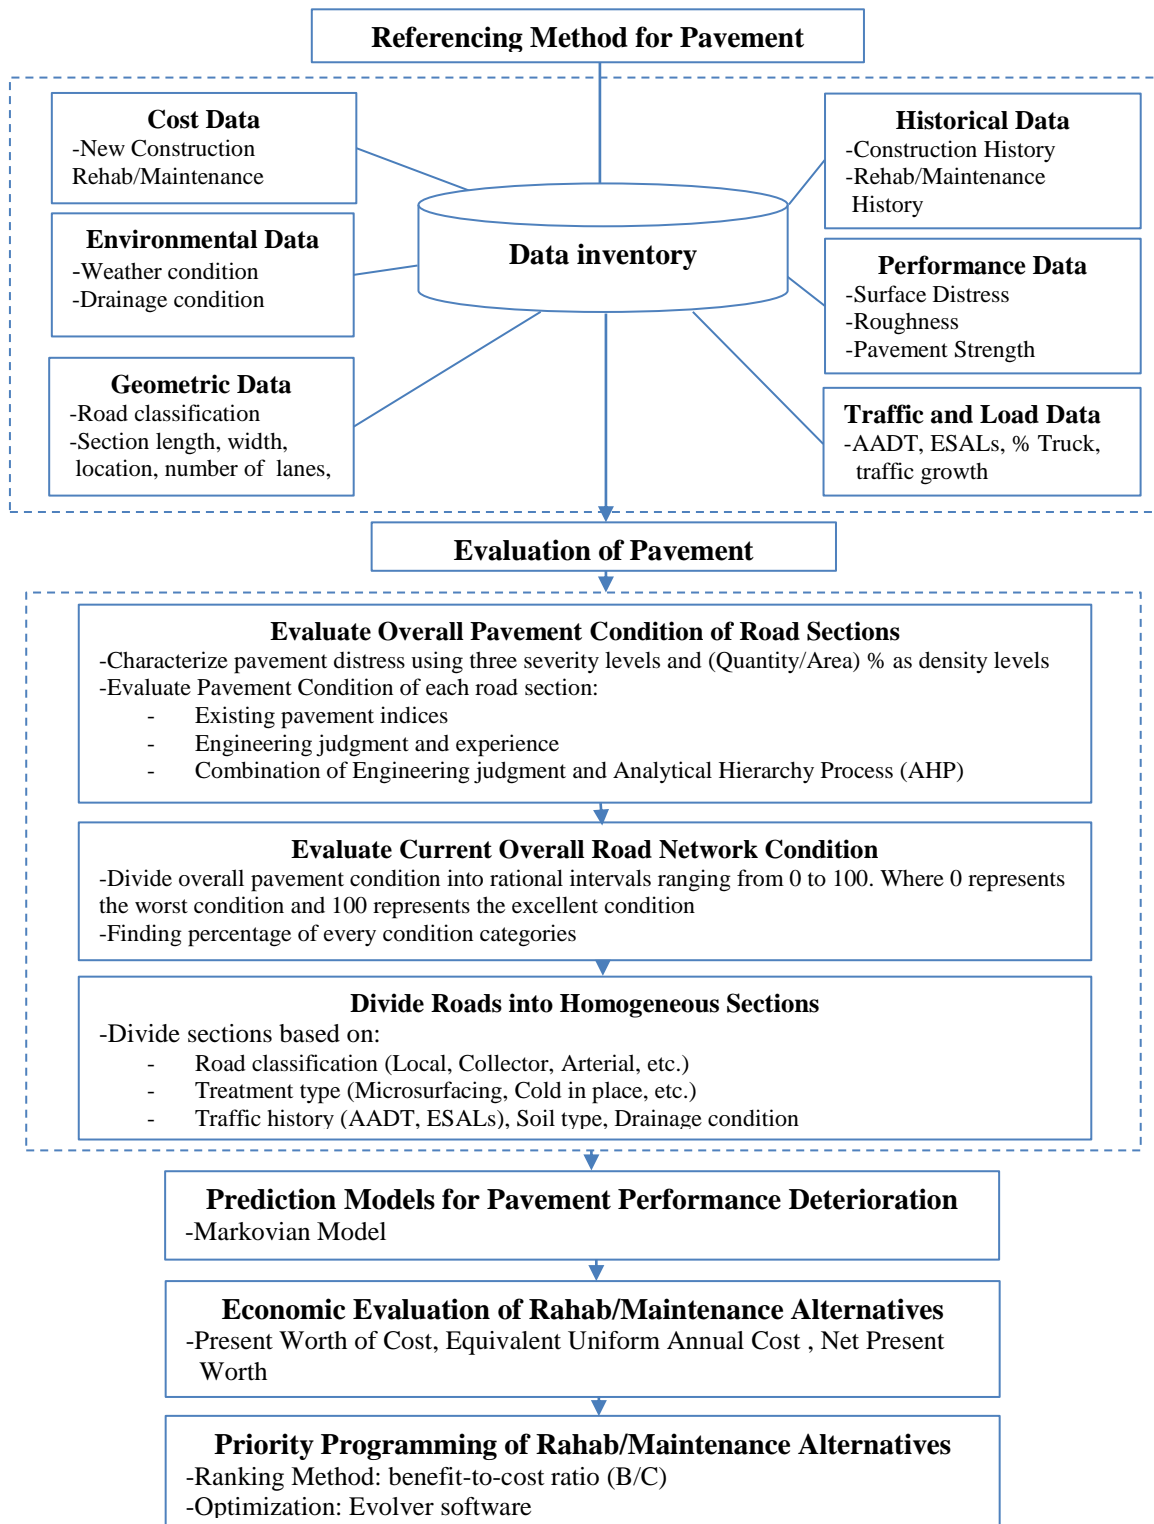 Referencing Method for Pavement
Cost Data
-New Construction
Rehab/Maintenance
Environmental Data
-Weather condition
-Drainage condition
Geometric Data
-Road classification
-Section length, width,
location, number of lanes,
Data inventory
Historical Data
-Construction History
-Rehab/Maintenance
History
Performance Data
-Surface Distress
-Roughness
-Pavement Strength
Traffic and Load Data
-AADT, ESALs, % Truck,
traffic growth
Evaluation of Pavement
Evaluate Overall Pavement Condition of Road Sections
-Characterize pavement distress using three severity levels and (Quantity/Area) % as density levels
-Evaluate Pavement Condition of each road section:
- Existing pavement indices
- Engineering judgment and experience
- Combination of Engineering judgment and Analytical Hierarchy Process (AHP)
Evaluate Current Overall Road Network Condition
-Divide overall pavement condition into rational intervals ranging from 0 to 100. Where 0 represents
the worst condition and 100 represents the excellent condition
-Finding percentage of every condition categories
Divide Roads into Homogeneous Sections
-Divide sections based on:
- Road classification (Local, Collector, Arterial, etc.)
- Treatment type (Microsurfacing, Cold in place, etc.)
- Traffic history (AADT, ESALs), Soil type, Drainage condition
Prediction Models for Pavement Performance Deterioration
-Markovian Model
Economic Evaluation of Rahab/Maintenance Alternatives
-Present Worth of Cost, Equivalent Uniform Annual Cost , Net Present
Worth
Priority Programming of Rahab/Maintenance Alternatives
-Ranking Method: benefit-to-cost ratio (B/C)
-Optimization: Evolver software